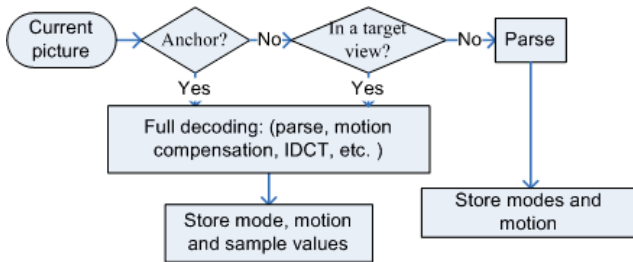 Current
picture
Anchor?
No
In a target
view?
No
Parse
Yes
Yes
Full decoding: (parse, motion
compensation, IDCT, etc. )
Store mode, motion
and sample values
Store modes and
motion